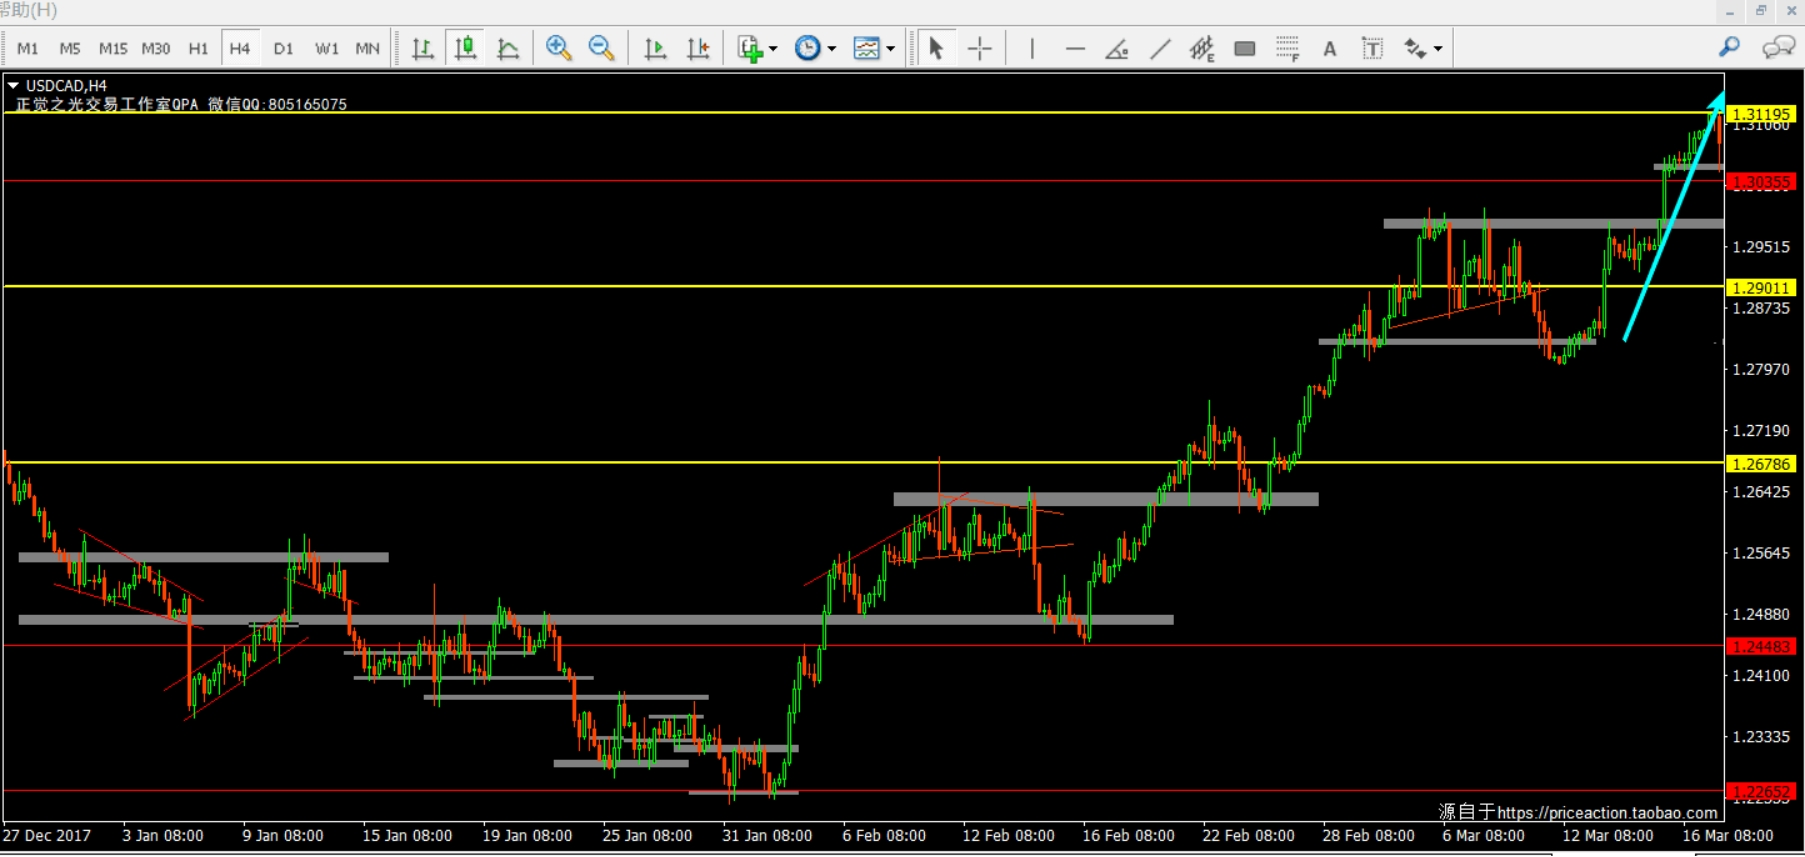 帮助(H)
M1 M5 M15 M30 H1 H4 D1 W1 MN
E F A T
USDCAD,H4
正觉之光交易工作室QPA 微信QQ:805165075
1.31195
1.31060
1.30355
1.29515
1.29011
1.28735
1.27970
1.27190
1.26786
1.26425
1.25645
1.24880
1.24483
1.24100
1.23335
1.22652
源自于https://priceaction.taobao.com
27 Dec 2017 3 Jan 08:00 9 Jan 08:00 15 Jan 08:00 19 Jan 08:00 25 Jan 08:00 31 Jan 08:00 6 Feb 08:00 12 Feb 08:00 16 Feb 08:00 22 Feb 08:00 28 Feb 08:00 6 Mar 08:00 12 Mar 08:00 16 Mar 08:00